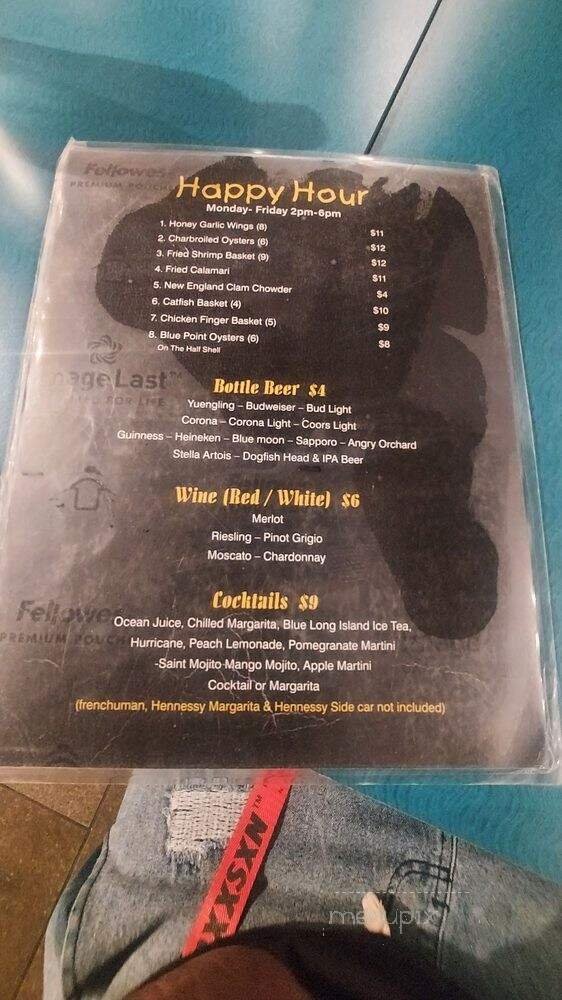 Fellowes
PREMIUM POUCH
Happy Hour
Monday- Friday 2pm-6pm
1. Honey Garlic Wings (8) $11
2. Charbroiled Oysters (6) $12
3. Fried Shrimp Basket (9) $12
4. Fried Calamari $11
5. New England Clam Chowder $4
6. Catfish Basket (4) $10
7. Chicken Finger Basket (5) $9
8. Blue Point Oysters (6) $8
On The Half Shell
ageLast™
FOR LIFE
Bottle Beer $4
Yuengling – Budweiser – Bud Light
Corona – Corona Light – Coors Light
Guinness – Heineken – Blue moon – Sapporo – Angry Orchard
Stella Artois – Dogfish Head & IPA Beer
Wine (Red / White) $6
Merlot
Riesling – Pinot Grigio
Moscato – Chardonnay
Fellowes
PREMIUM POUCH
Cocktails $9
Ocean Juice, Chilled Margarita, Blue Long Island Ice Tea,
Hurricane, Peach Lemonade, Pomegranate Martini
-Saint Mojito Mango Mojito, Apple Martini
Cocktail or Margarita
(frenchuman, Hennessy Margarita & Hennessy Side car not included)
XXSXN™
menupix